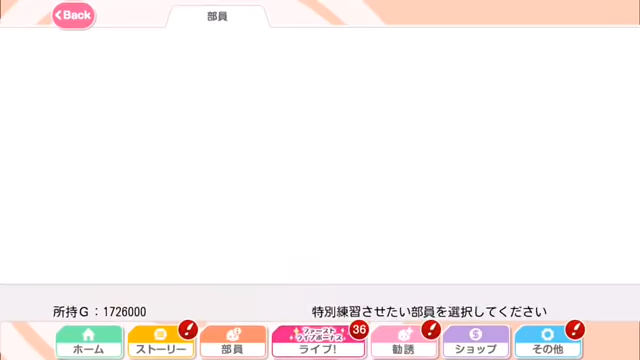 Back
部員
所持G：1726000
特別練習させたい部員を選択してください
ファースト
ライブボーナス
36
ホーム
ストーリー
部員
ライブ！
勧誘
ショップ
その他